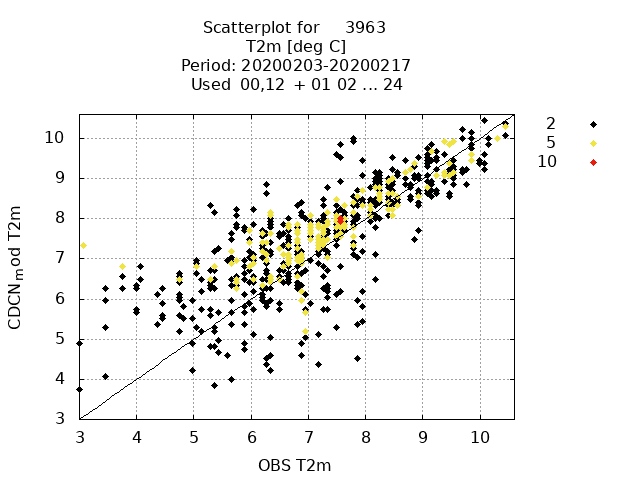 Scatterplot for 3963
T2m [deg C]
Period: 20200203-20200217
Used 00,12 + 01 02 ... 24
2
5
10
10
9
8
7
6
5
4
3
CDCNmod T2m
3 4 5 6 7 8 9 10
OBS T2m